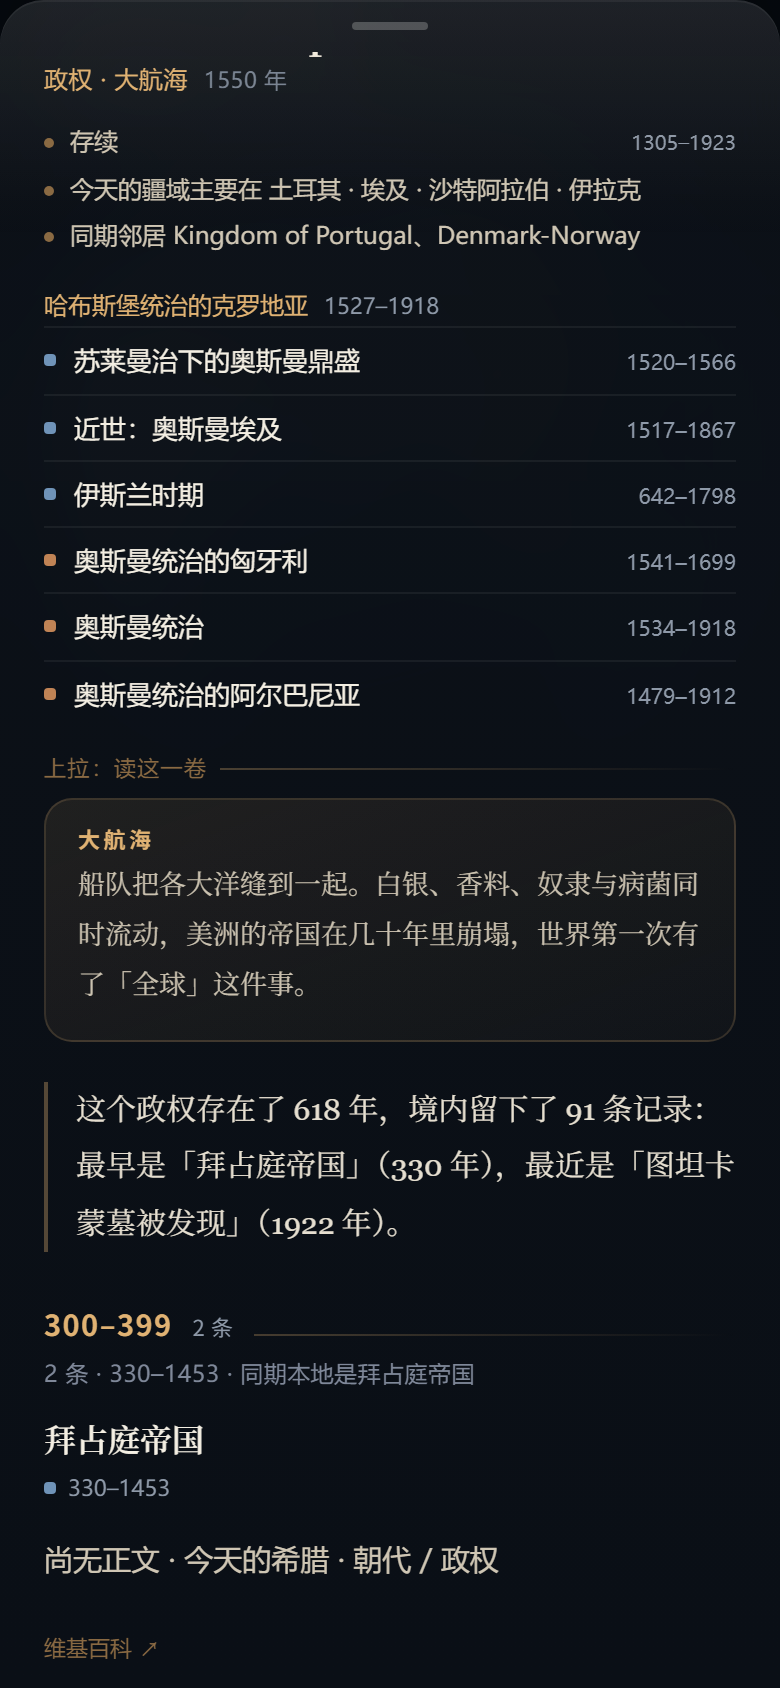 政权 · 大航海 1550 年
存续 1305–1923
今天的疆域主要在 土耳其 · 埃及 · 沙特阿拉伯 · 伊拉克
同期邻居 Kingdom of Portugal、Denmark-Norway
哈布斯堡统治的克罗地亚 1527–1918
苏莱曼治下的奥斯曼鼎盛 1520–1566
近世：奥斯曼埃及 1517–1867
伊斯兰时期 642–1798
奥斯曼统治的匈牙利 1541–1699
奥斯曼统治 1534–1918
奥斯曼统治的阿尔巴尼亚 1479–1912
上拉：读这一卷
大航海
船队把各大洋缝到一起。白银、香料、奴隶与病菌同
时流动，美洲的帝国在几十年里崩塌，世界第一次有
了「全球」这件事。
这个政权存在了 618 年，境内留下了 91 条记录：
最早是「拜占庭帝国」（330 年），最近是「图坦卡
蒙墓被发现」（1922 年）。
300–399 2 条
2 条 · 330–1453 · 同期本地是拜占庭帝国
拜占庭帝国
330–1453
尚无正文 · 今天的希腊 · 朝代 / 政权
维基百科 ↗